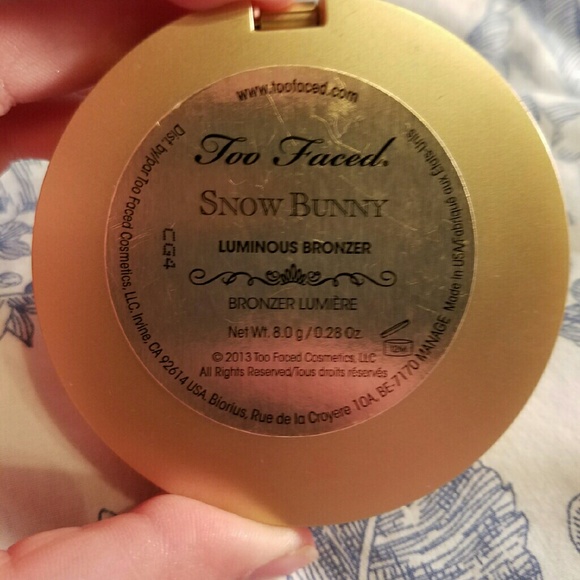 www.toofaced.com
Too Faced.
SNOW BUNNY
LUMINOUS BRONZER
BRONZER LUMIÈRE
Net Wt. 8.0 g / 0.28 Oz.
12M
© 2013 Too Faced Cosmetics, LLC
All Rights Reserved/Tous droits réservés
Dist. by/par Too Faced Cosmetics, LLC, Irvine, CA 92614 USA. Biorius, Rue de la Croyere 10A, BE-7170 MANAGE Made in USA/Fabriqué aux États-Unis
CG4